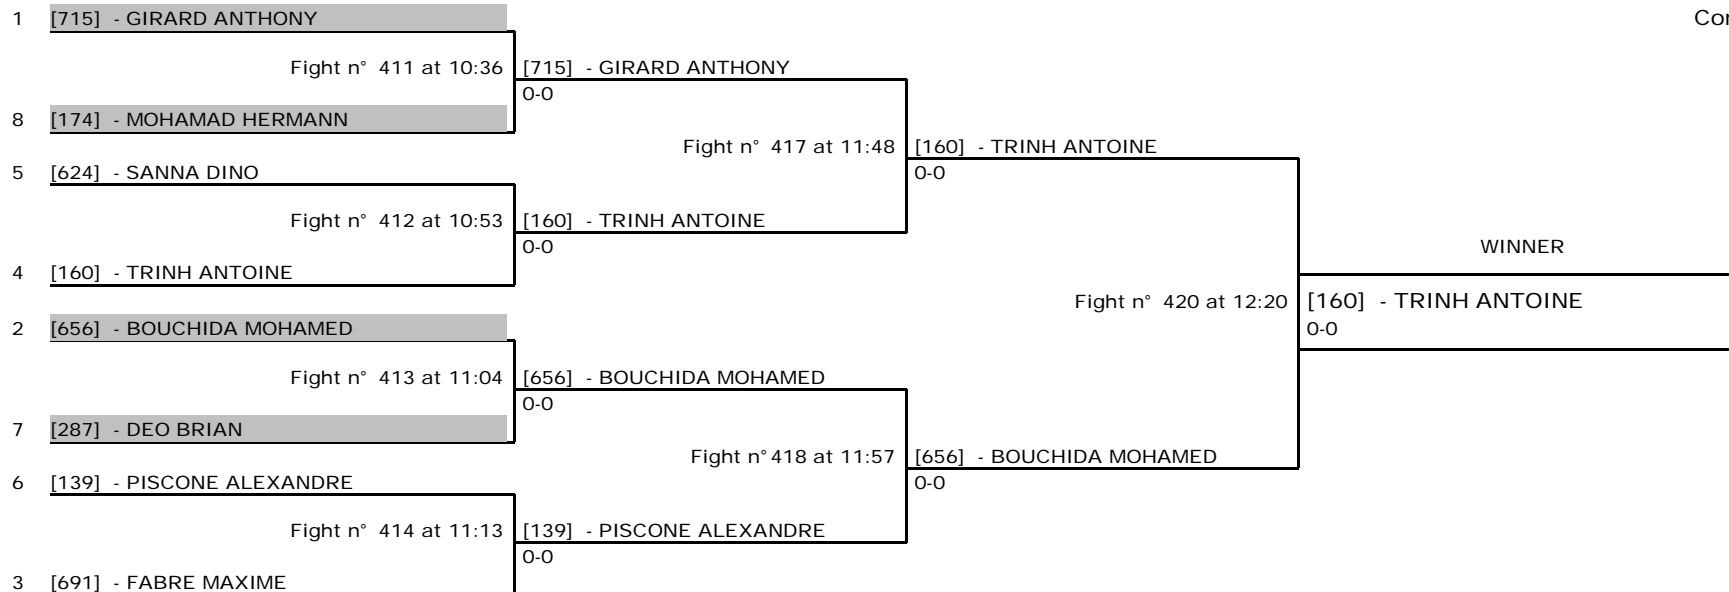 1 [715] - GIRARD ANTHONY
Cor
Fight n° 411 at 10:36
[715] - GIRARD ANTHONY
0-0
8 [174] - MOHAMAD HERMANN
Fight n° 417 at 11:48
[160] - TRINH ANTOINE
0-0
5 [624] - SANNA DINO
Fight n° 412 at 10:53
[160] - TRINH ANTOINE
0-0
WINNER
4 [160] - TRINH ANTOINE
Fight n° 420 at 12:20
[160] - TRINH ANTOINE
0-0
2 [656] - BOUCHIDA MOHAMED
Fight n° 413 at 11:04
[656] - BOUCHIDA MOHAMED
0-0
7 [287] - DEO BRIAN
Fight n° 418 at 11:57
[656] - BOUCHIDA MOHAMED
0-0
6 [139] - PISCONE ALEXANDRE
Fight n° 414 at 11:13
[139] - PISCONE ALEXANDRE
0-0
3 [691] - FABRE MAXIME